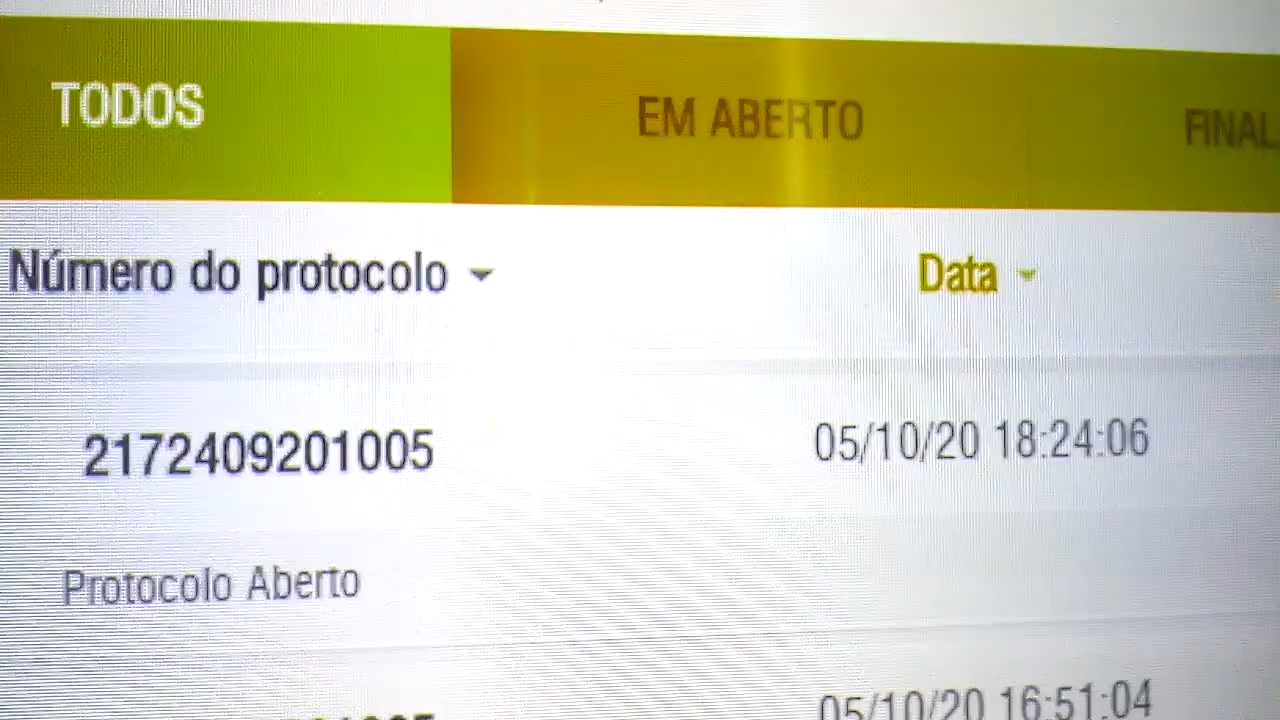 TODOS EM ABERTO
Número do protocolo Data
2172409201005 05/10/20 18:24:06
Protocolo Aberto
05/10/20 16:51:04